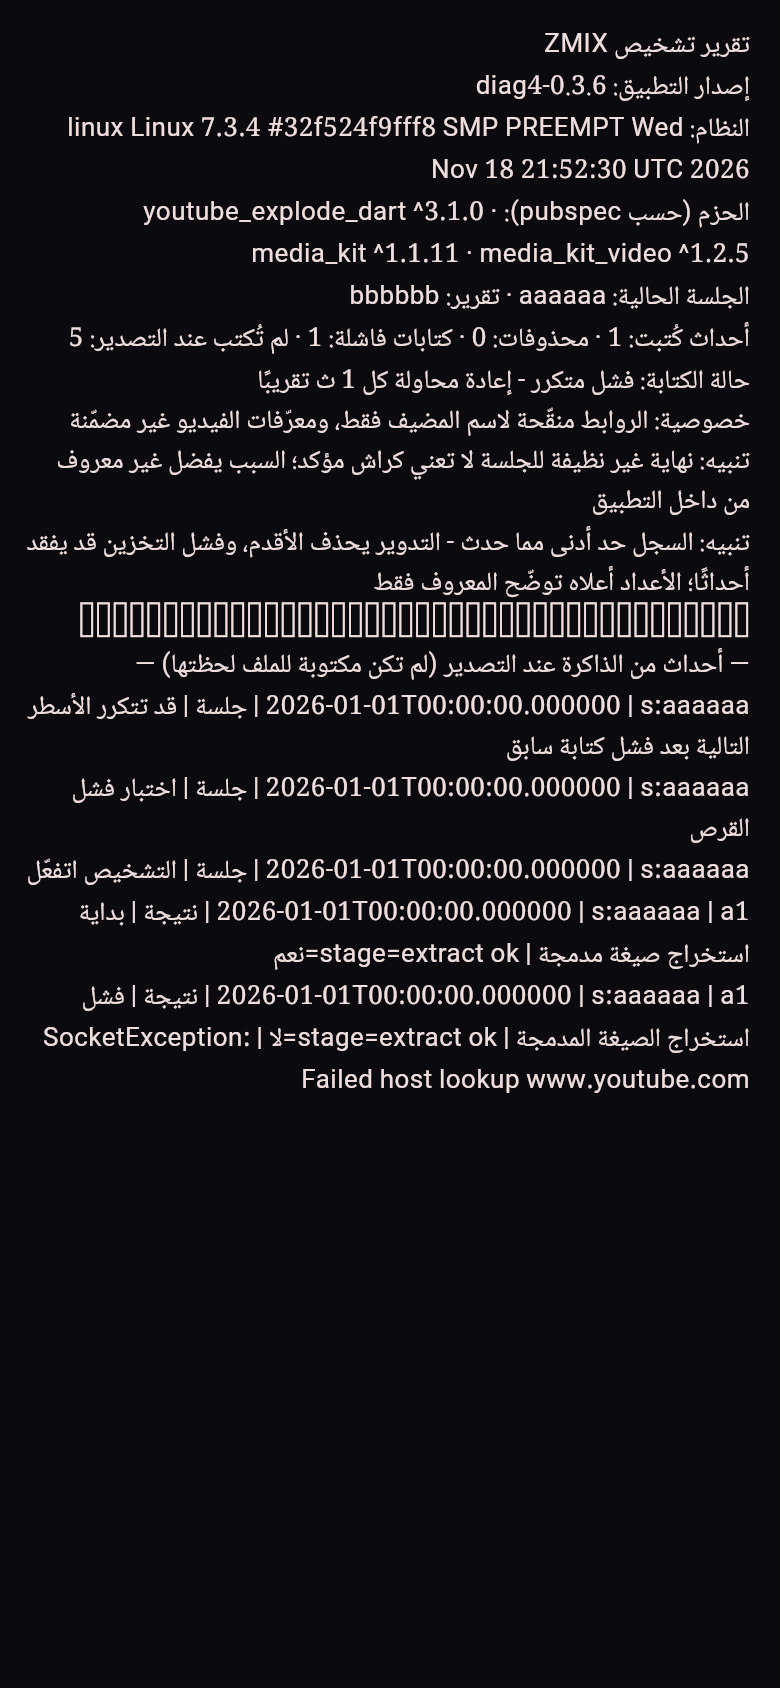 تقرير تشخيص ZMIX
إصدار التطبيق: diag4-0.3.6
النظام: linux Linux 7.3.4 #32f524f9fff8 SMP PREEMPT Wed
Nov 18 21:52:30 UTC 2026
الحزم (حسب pubspec): youtube_explode_dart ^3.1.0 ·
media_kit ^1.1.11 · media_kit_video ^1.2.5
الجلسة الحالية: aaaaaa · تقرير: bbbbbb
أحداث كُتبت: 1 · محذوفات: 0 · كتابات فاشلة: 1 · لم تُكتب عند التصدير: 5
حالة الكتابة: فشل متكرر - إعادة محاولة كل 1 ث تقريبًا
خصوصية: الروابط منقّحة لاسم المضيف فقط، ومعرّفات الفيديو غير مضمّنة
تنبيه: نهاية غير نظيفة للجلسة لا تعني كراش مؤكد؛ السبب يفضل غير معروف
من داخل التطبيق
تنبيه: السجل حد أدنى مما حدث - التدوير يحذف الأقدم، وفشل التخزين قد يفقد
أحداثًا؛ الأعداد أعلاه توضّح المعروف فقط
— أحداث من الذاكرة عند التصدير (لم تكن مكتوبة للملف لحظتها) —
2026-01-01T00:00:00.000000 | s:aaaaaa | جلسة | قد تتكرر الأسطر
التالية بعد فشل كتابة سابق
2026-01-01T00:00:00.000000 | s:aaaaaa | جلسة | اختبار فشل
القرص
2026-01-01T00:00:00.000000 | s:aaaaaa | جلسة | التشخيص اتفعّل
2026-01-01T00:00:00.000000 | s:aaaaaa | a1 | نتيجة | بداية
استخراج صيغة مدمجة | stage=extract ok=نعم
2026-01-01T00:00:00.000000 | s:aaaaaa | a1 | نتيجة | فشل
استخراج الصيغة المدمجة | stage=extract ok=لا | SocketException:
Failed host lookup www.youtube.com